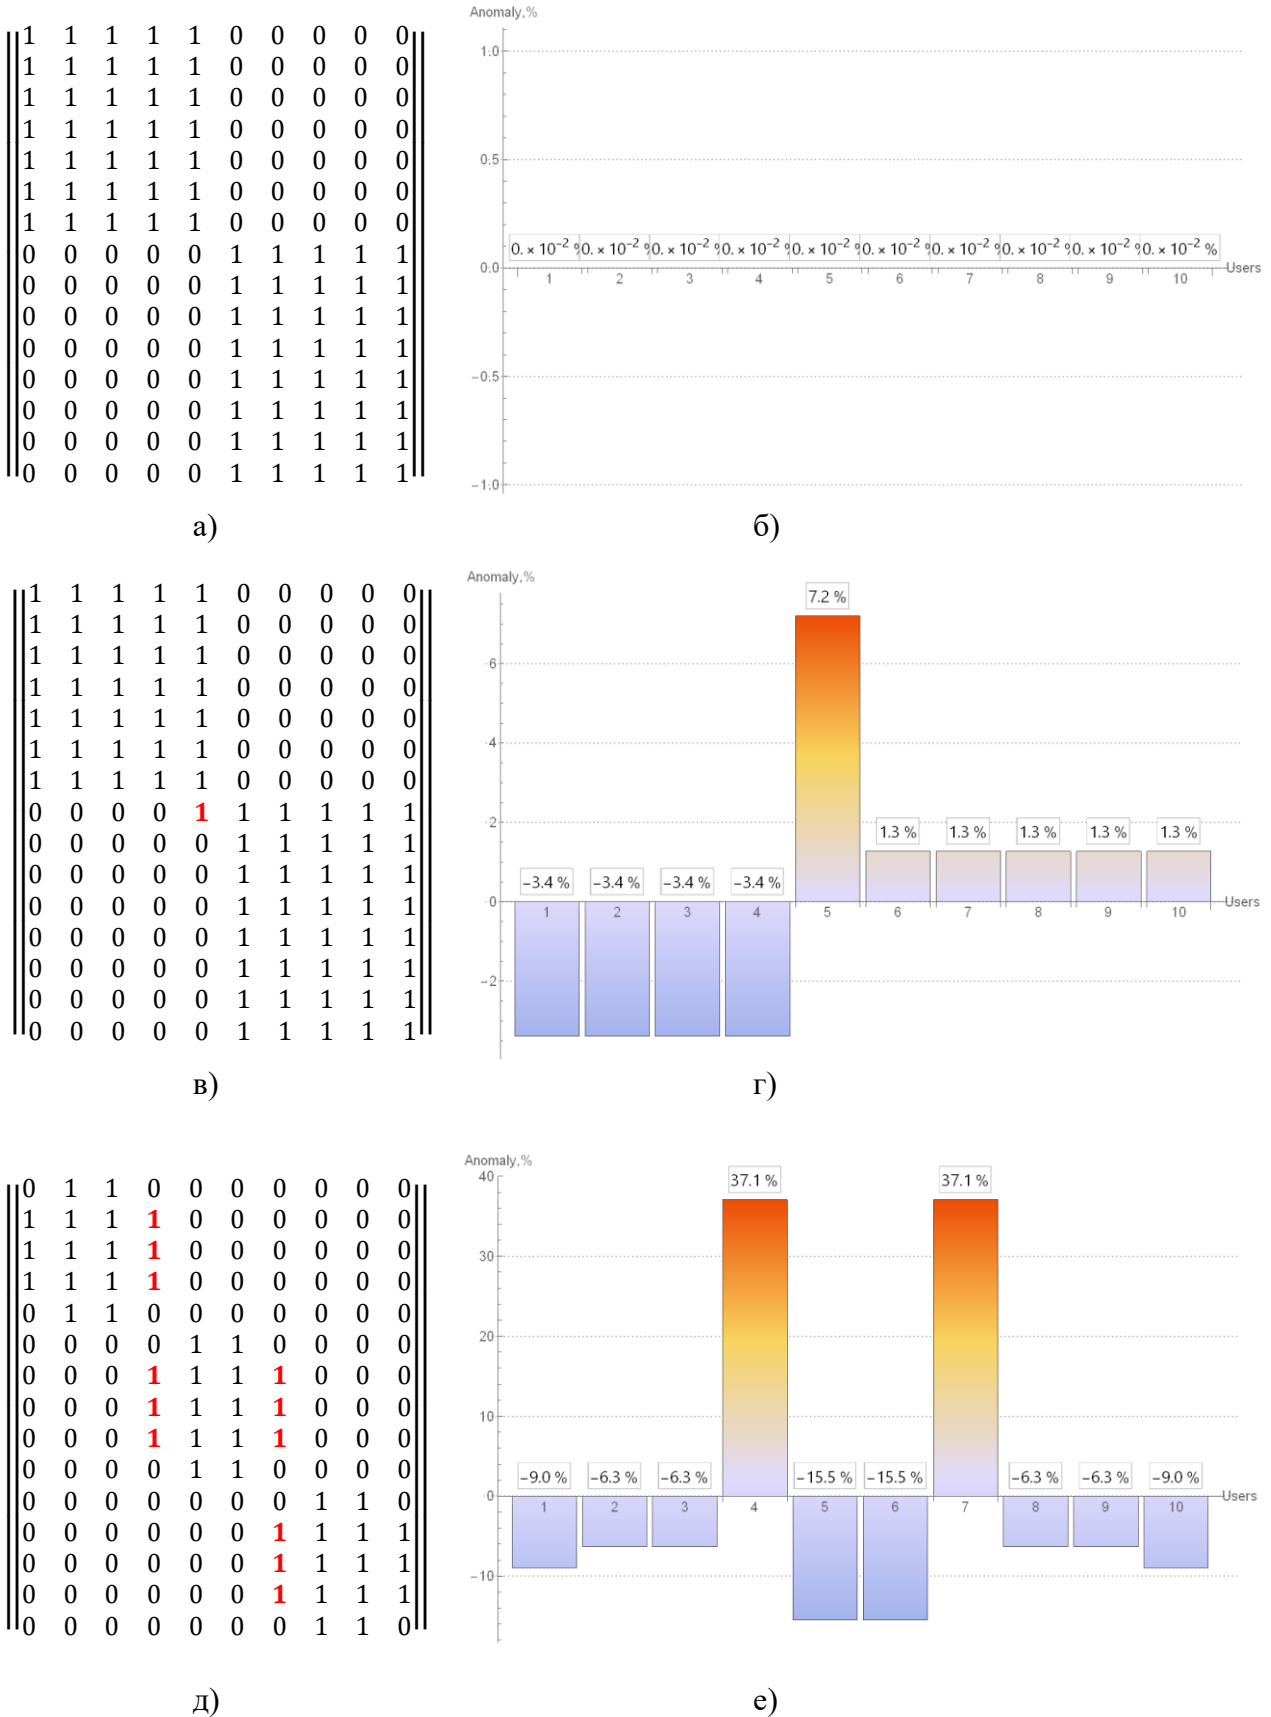 1 1 1 1 1 0 0 0 0 0
1 1 1 1 1 0 0 0 0 0
1 1 1 1 1 0 0 0 0 0
1 1 1 1 1 0 0 0 0 0
1 1 1 1 1 0 0 0 0 0
1 1 1 1 1 0 0 0 0 0
1 1 1 1 1 0 0 0 0 0
0 0 0 0 0 1 1 1 1 1
0 0 0 0 0 1 1 1 1 1
0 0 0 0 0 1 1 1 1 1
0 0 0 0 0 1 1 1 1 1
0 0 0 0 0 1 1 1 1 1
0 0 0 0 0 1 1 1 1 1
0 0 0 0 0 1 1 1 1 1
0 0 0 0 0 1 1 1 1 1
а)
Anomaly,%
1.0
0.5
0. × 10⁻² % 0. × 10⁻² % 0. × 10⁻² % 0. × 10⁻² % 0. × 10⁻² % 0. × 10⁻² % 0. × 10⁻² % 0. × 10⁻² % 0. × 10⁻² % 0. × 10⁻² %
0.0 Users
1 2 3 4 5 6 7 8 9 10
−0.5
−1.0
б)
1 1 1 1 1 0 0 0 0 0
1 1 1 1 1 0 0 0 0 0
1 1 1 1 1 0 0 0 0 0
1 1 1 1 1 0 0 0 0 0
1 1 1 1 1 0 0 0 0 0
1 1 1 1 1 0 0 0 0 0
1 1 1 1 1 0 0 0 0 0
0 0 0 0 1 1 1 1 1 1
0 0 0 0 0 1 1 1 1 1
0 0 0 0 0 1 1 1 1 1
0 0 0 0 0 1 1 1 1 1
0 0 0 0 0 1 1 1 1 1
0 0 0 0 0 1 1 1 1 1
0 0 0 0 0 1 1 1 1 1
0 0 0 0 0 1 1 1 1 1
в)
Anomaly,%
7.2 %
6
4
2
1.3 % 1.3 % 1.3 % 1.3 % 1.3 %
−3.4 % −3.4 % −3.4 % −3.4 %
0 Users
1 2 3 4 5 6 7 8 9 10
−2
г)
0 1 1 0 0 0 0 0 0 0
1 1 1 1 0 0 0 0 0 0
1 1 1 1 0 0 0 0 0 0
1 1 1 1 0 0 0 0 0 0
0 1 1 0 0 0 0 0 0 0
0 0 0 0 1 1 0 0 0 0
0 0 0 1 1 1 1 0 0 0
0 0 0 1 1 1 1 0 0 0
0 0 0 1 1 1 1 0 0 0
0 0 0 0 1 1 0 0 0 0
0 0 0 0 0 0 0 1 1 0
0 0 0 0 0 0 1 1 1 1
0 0 0 0 0 0 1 1 1 1
0 0 0 0 0 0 1 1 1 1
0 0 0 0 0 0 0 1 1 0
д)
Anomaly,%
40
37.1 % 37.1 %
30
20
10
−9.0 % −6.3 % −6.3 % −15.5 % −15.5 % −6.3 % −6.3 % −9.0 %
0 Users
1 2 3 4 5 6 7 8 9 10
−10
е)